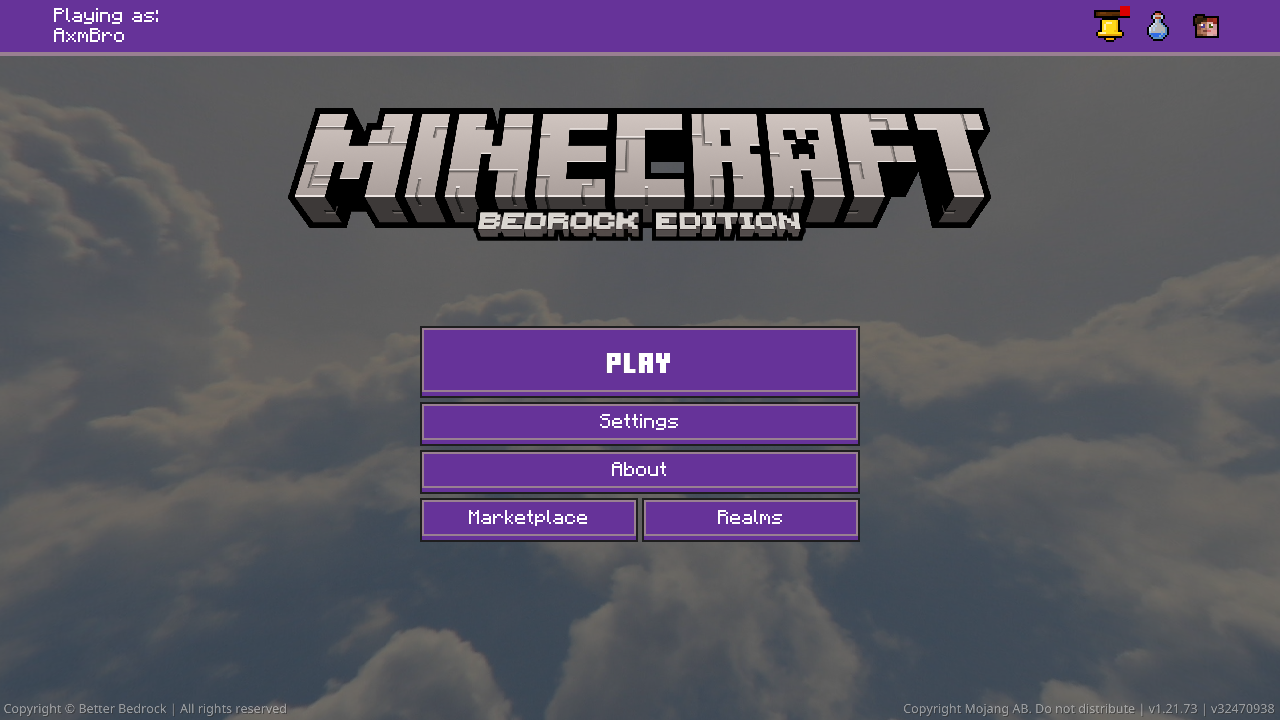 Playing as:
AxmBro
MINECRAFT
BEDROCK EDITION
PLAY
Settings
About
Marketplace
Realms
Copyright © Better Bedrock | All rights reserved
Copyright Mojang AB. Do not distribute | v1.21.73 | v32470938